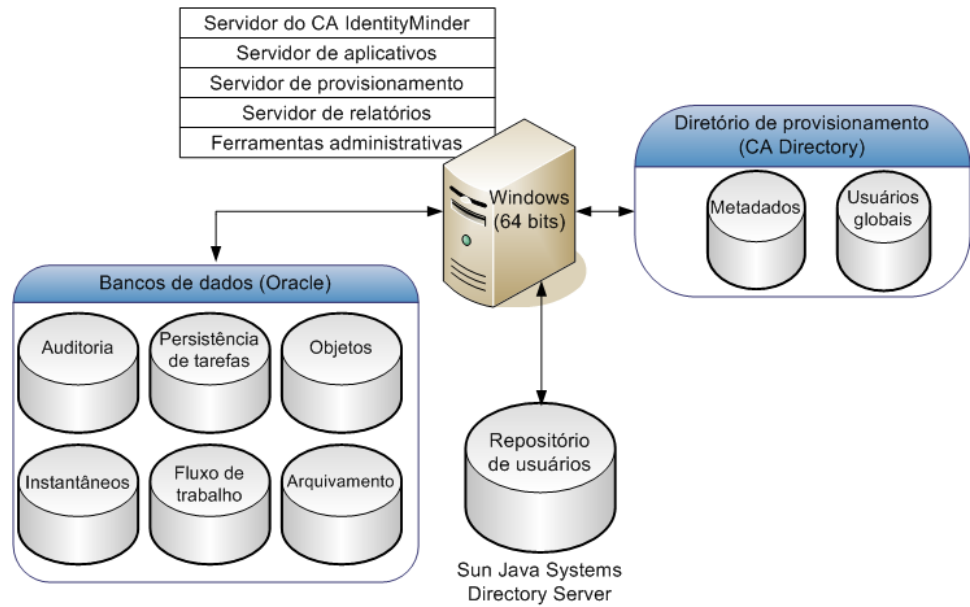 Servidor do CA IdentityMinder
Servidor de aplicativos
Servidor de provisionamento
Servidor de relatórios
Ferramentas administrativas
Windows
(64 bits)
Diretório de provisionamento
(CA Directory)
Metadados
Usuários
globais
Bancos de dados (Oracle)
Auditoria
Persistência
de tarefas
Objetos
Instantâneos
Fluxo de
trabalho
Arquivamento
Repositório
de usuários
Sun Java Systems
Directory Server